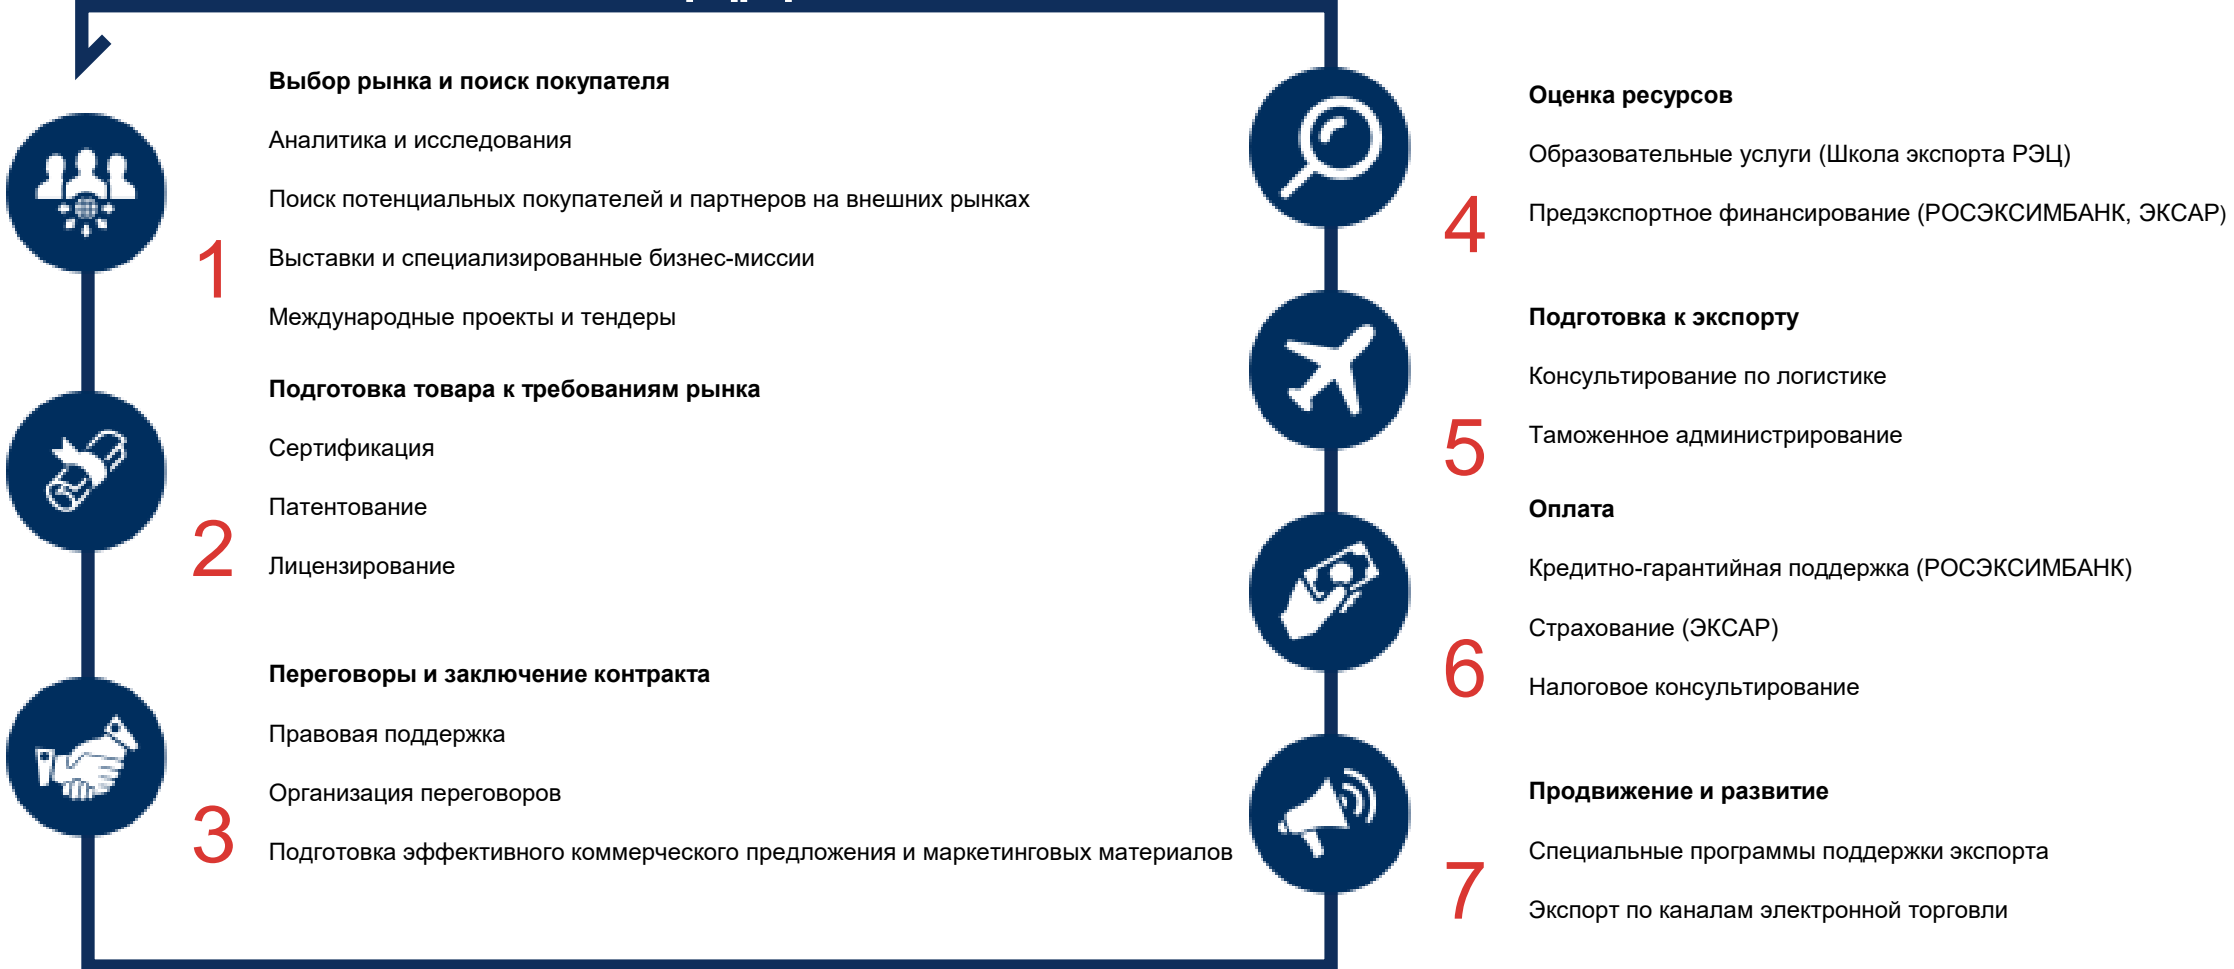 Выбор рынка и поиск покупателя
Аналитика и исследования
Поиск потенциальных покупателей и партнеров на внешних рынках
1
Выставки и специализированные бизнес-миссии
Международные проекты и тендеры
Подготовка товара к требованиям рынка
Сертификация
Патентование
2
Лицензирование
Переговоры и заключение контракта
Правовая поддержка
Организация переговоров
3
Подготовка эффективного коммерческого предложения и маркетинговых материалов
Оценка ресурсов
Образовательные услуги (Школа экспорта РЭЦ)
4
Предэкспортное финансирование (РОСЭКСИМБАНК, ЭКСАР)
Подготовка к экспорту
Консультирование по логистике
5
Таможенное администрирование
Оплата
Кредитно-гарантийная поддержка (РОСЭКСИМБАНК)
Страхование (ЭКСАР)
6
Налоговое консультирование
Продвижение и развитие
Специальные программы поддержки экспорта
7
Экспорт по каналам электронной торговли